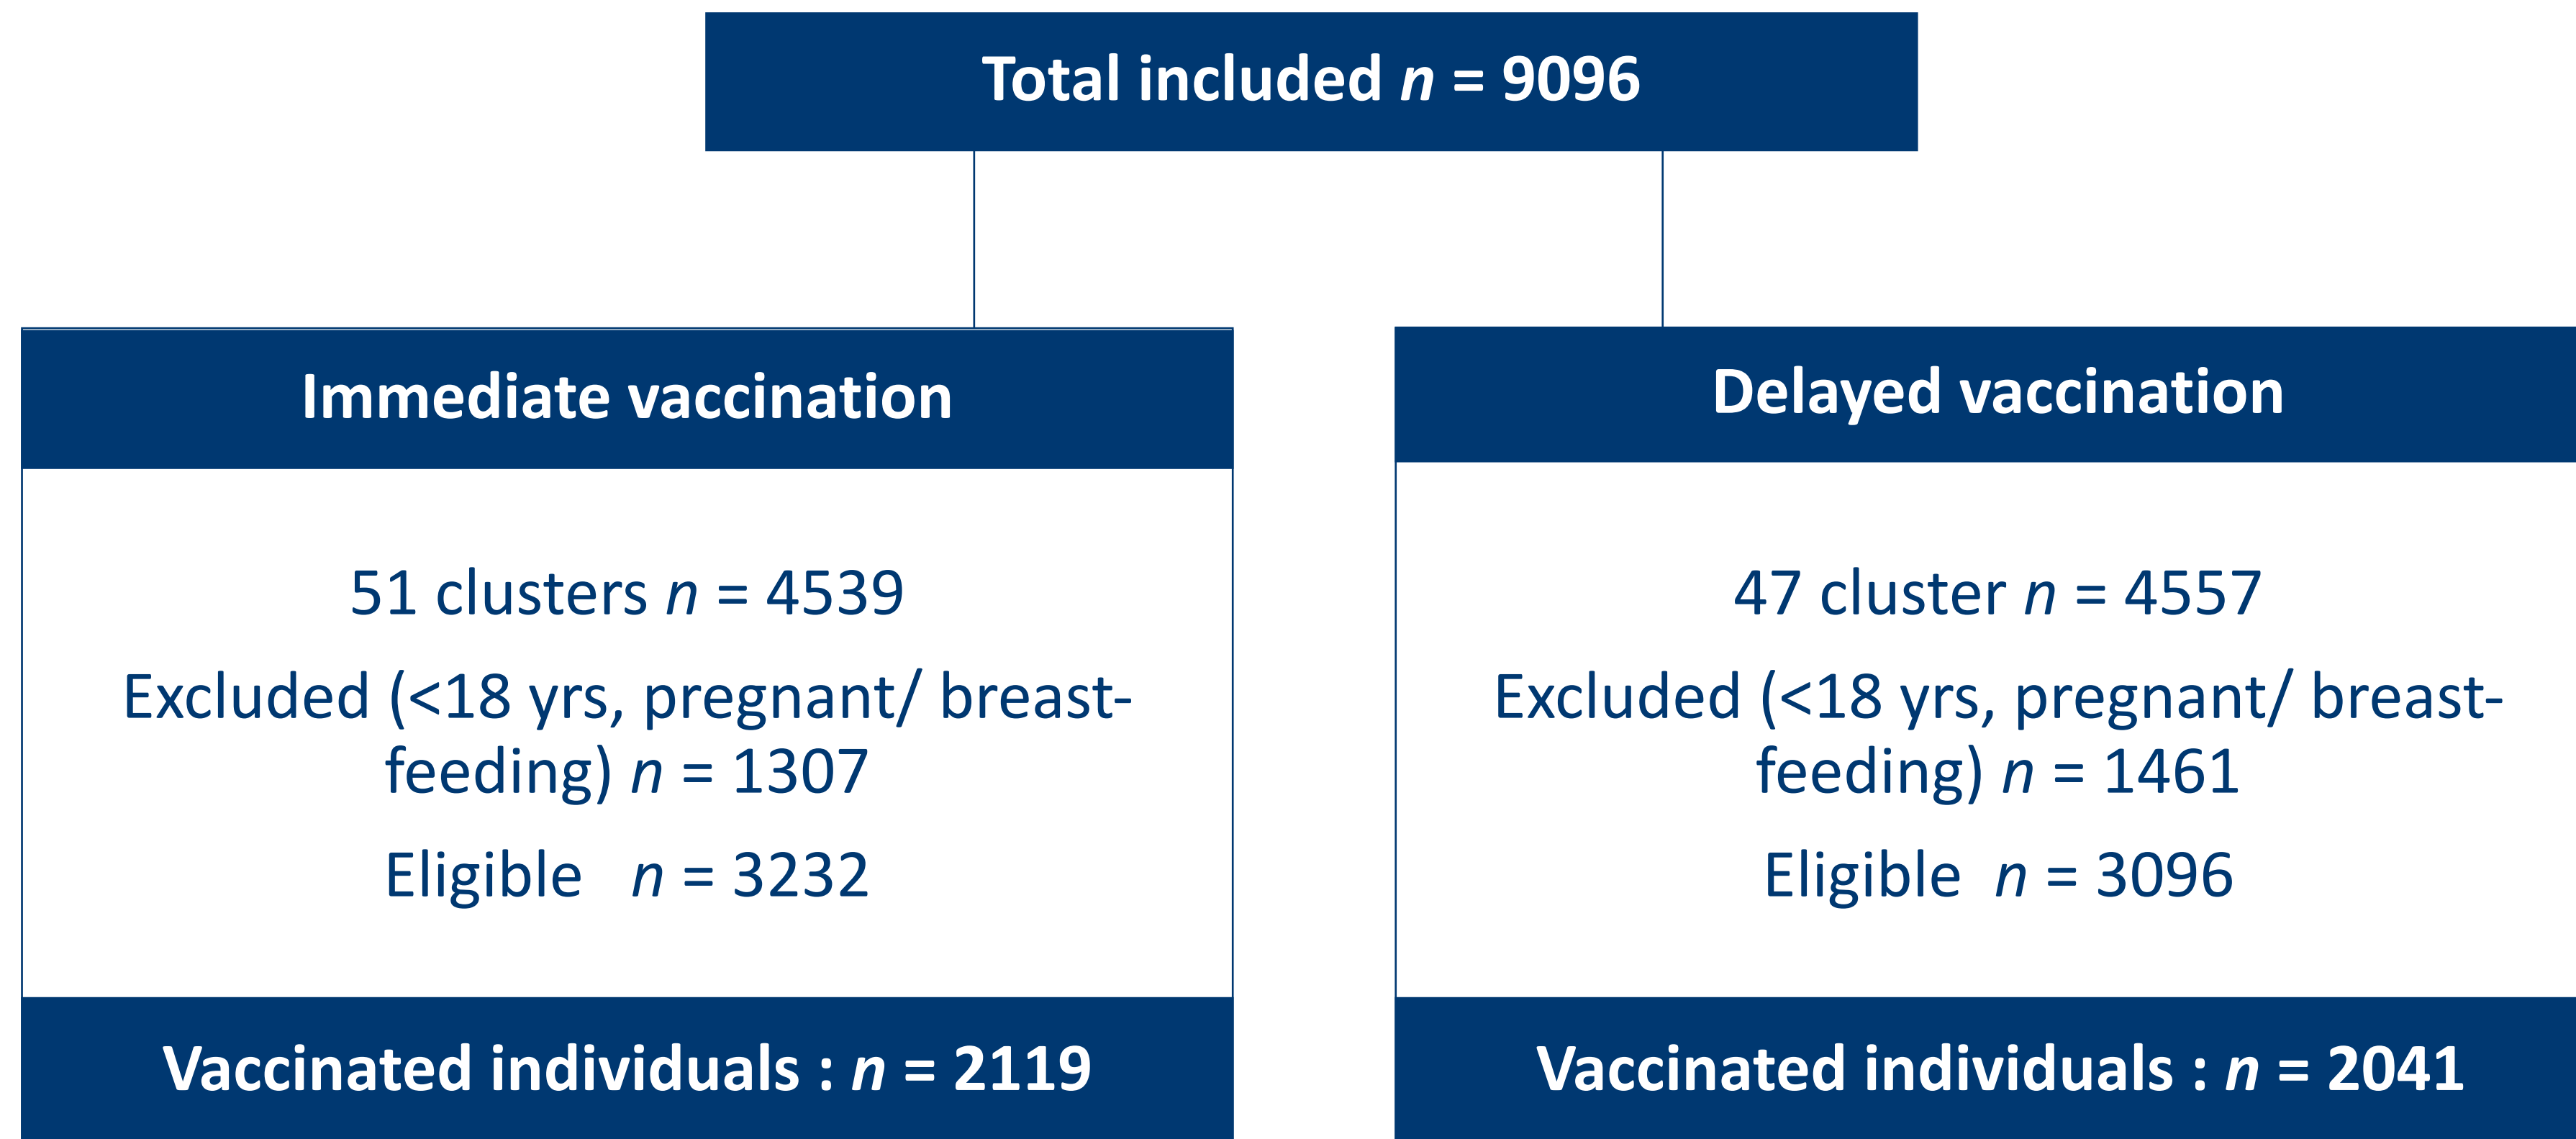 Total included n = 9096
Immediate vaccination
51 clusters n = 4539
Excluded (<18 yrs, pregnant/ breast-
feeding) n = 1307
Eligible n = 3232
Vaccinated individuals : n = 2119
Delayed vaccination
47 cluster n = 4557
Excluded (<18 yrs, pregnant/ breast-
feeding) n = 1461
Eligible n = 3096
Vaccinated individuals : n = 2041